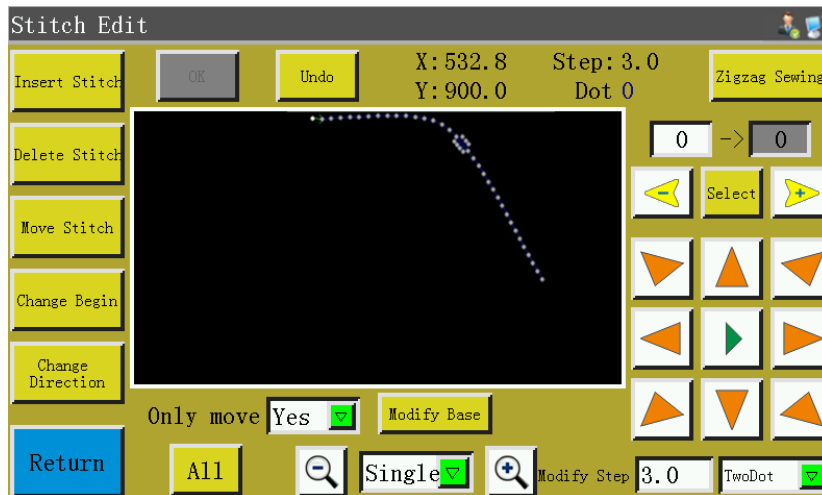 Stitch Edit
Insert Stitch
OK
Undo
X:532.8
Y:900.0
Step:3.0
Dot 0
Zigzag Sewing
0 -> 0
Delete Stitch
Select
Move Stitch
Change Begin
Change
Direction
Only move Yes
Modify Base
Return
All
Single
Modify Step 3.0
TwoDot